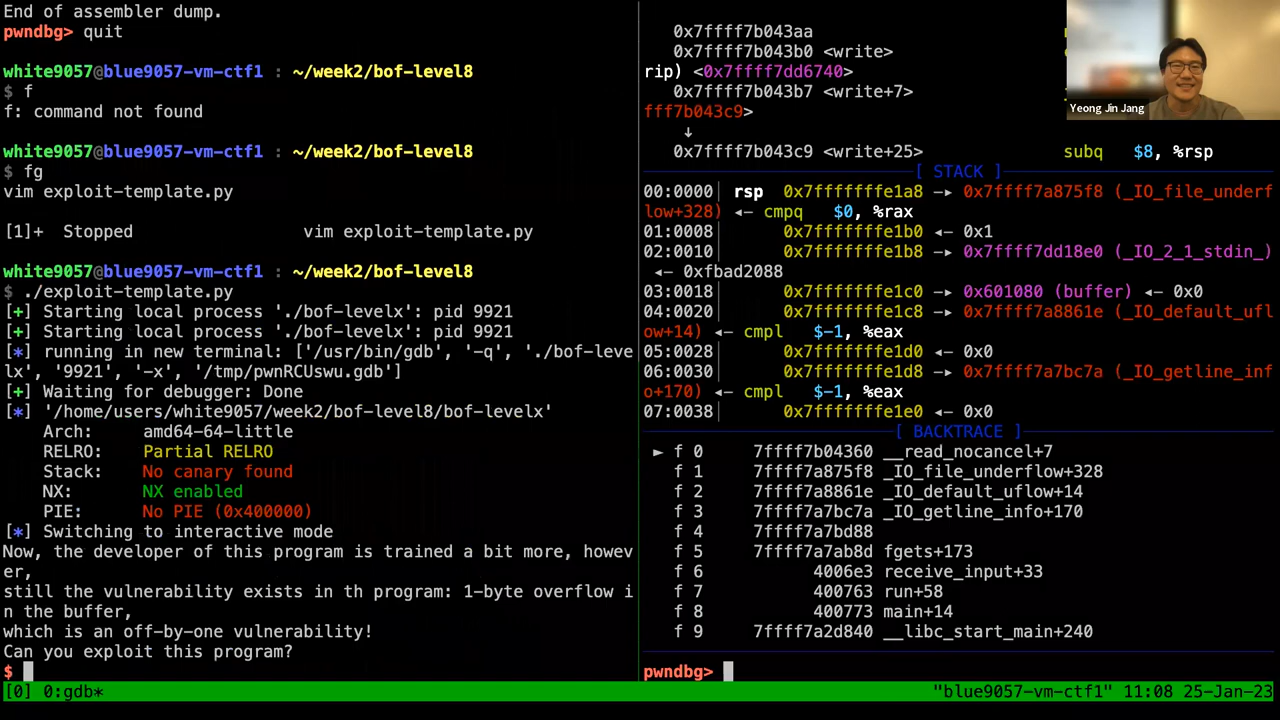 End of assembler dump.
pwndbg> quit
white9057@blue9057-vm-ctf1 : ~/week2/bof-level8
$ f
f: command not found
white9057@blue9057-vm-ctf1 : ~/week2/bof-level8
$ fg
vim exploit-template.py
[1]+  Stopped                 vim exploit-template.py
white9057@blue9057-vm-ctf1 : ~/week2/bof-level8
$ ./exploit-template.py
[+] Starting local process './bof-levelx': pid 9921
[+] Starting local process './bof-levelx': pid 9921
[*] running in new terminal: ['/usr/bin/gdb', '-q', './bof-leve
lx', '9921', '-x', '/tmp/pwnRCUswu.gdb']
[+] Waiting for debugger: Done
[*] '/home/users/white9057/week2/bof-level8/bof-levelx'
Arch:     amd64-64-little
RELRO:    Partial RELRO
Stack:    No canary found
NX:       NX enabled
PIE:      No PIE (0x400000)
[*] Switching to interactive mode
Now, the developer of this program is trained a bit more, howev
er,
still the vulnerability exists in th program: 1-byte overflow i
n the buffer,
which is an off-by-one vulnerability!
Can you exploit this program?
$
0x7ffff7b043aa
0x7ffff7b043b0 <write>
rip) <0x7ffff7dd6740>
0x7ffff7b043b7 <write+7>
fff7b043c9>
↓
0x7ffff7b043c9 <write+25>               subq   $8, %rsp
[ STACK ]
00:0000│ rsp  0x7fffffffe1a8 —▸ 0x7ffff7a875f8 (_IO_file_underf
low+328) ◂— cmpq   $0, %rax
01:0008│      0x7fffffffe1b0 ◂— 0x1
02:0010│      0x7fffffffe1b8 —▸ 0x7ffff7dd18e0 (_IO_2_1_stdin_)
◂— 0xfbad2088
03:0018│      0x7fffffffe1c0 —▸ 0x601080 (buffer) ◂— 0x0
04:0020│      0x7fffffffe1c8 —▸ 0x7ffff7a8861e (_IO_default_ufl
ow+14) ◂— cmpl   $-1, %eax
05:0028│      0x7fffffffe1d0 ◂— 0x0
06:0030│      0x7fffffffe1d8 —▸ 0x7ffff7a7bc7a (_IO_getline_inf
o+170) ◂— cmpl   $-1, %eax
07:0038│      0x7fffffffe1e0 ◂— 0x0
[ BACKTRACE ]
► f 0     7ffff7b04360 __read_nocancel+7
f 1     7ffff7a875f8 _IO_file_underflow+328
f 2     7ffff7a8861e _IO_default_uflow+14
f 3     7ffff7a7bc7a _IO_getline_info+170
f 4     7ffff7a7bd88
f 5     7ffff7a7ab8d fgets+173
f 6           4006e3 receive_input+33
f 7           400763 run+58
f 8           400773 main+14
f 9     7ffff7a2d840 __libc_start_main+240
pwndbg>
Yeong Jin Jang
[0] 0:gdb*                "blue9057-vm-ctf1" 11:08 25-Jan-23